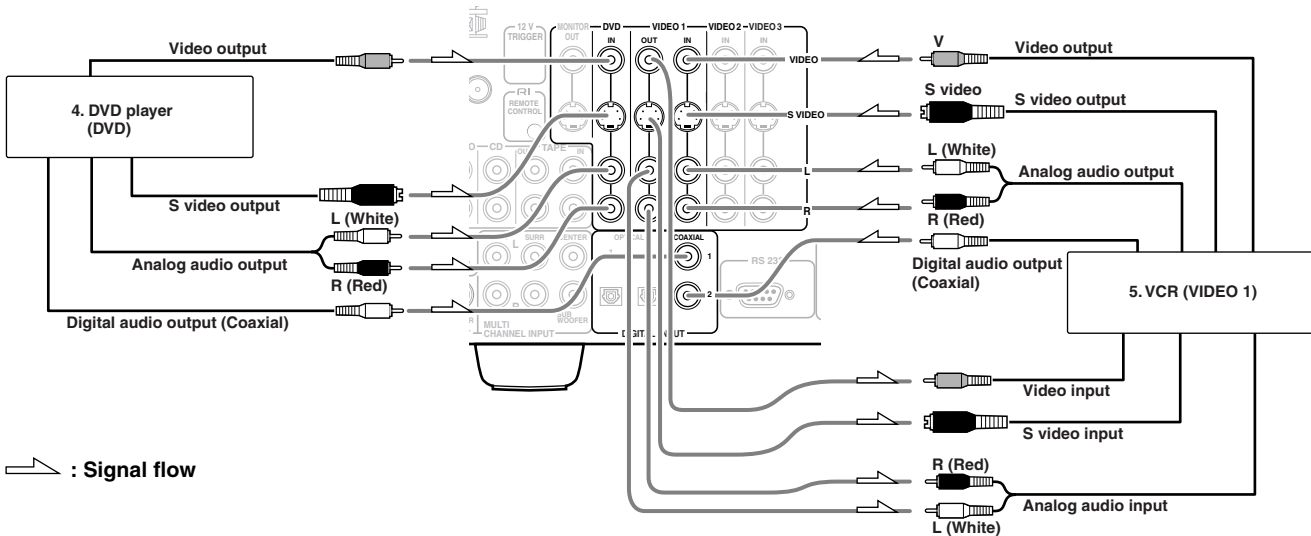 12 V
TRIGGER
MONITOR
OUT
DVD
IN
VIDEO 1
OUT
IN
VIDEO 2
IN
VIDEO 3
IN
Video output
V
Video output
VIDEO
RI
REMOTE
CONTROL
4. DVD player
(DVD)
S video
S video output
S VIDEO
CD
OUT
TAPE
IN
L (White)
L
Analog audio output
S video output
L (White)
R
R (Red)
L
SURR
CENTER
OPTICAL
COAXIAL
1
RS 232
Digital audio output
(Coaxial)
Analog audio output
R (Red)
2
5. VCR (VIDEO 1)
Digital audio output (Coaxial)
R
SUB
WOOFER
MULTI
CHANNEL INPUT
DIGITAL INPUT
Video input
S video input
: Signal flow
R (Red)
Analog audio input
L (White)